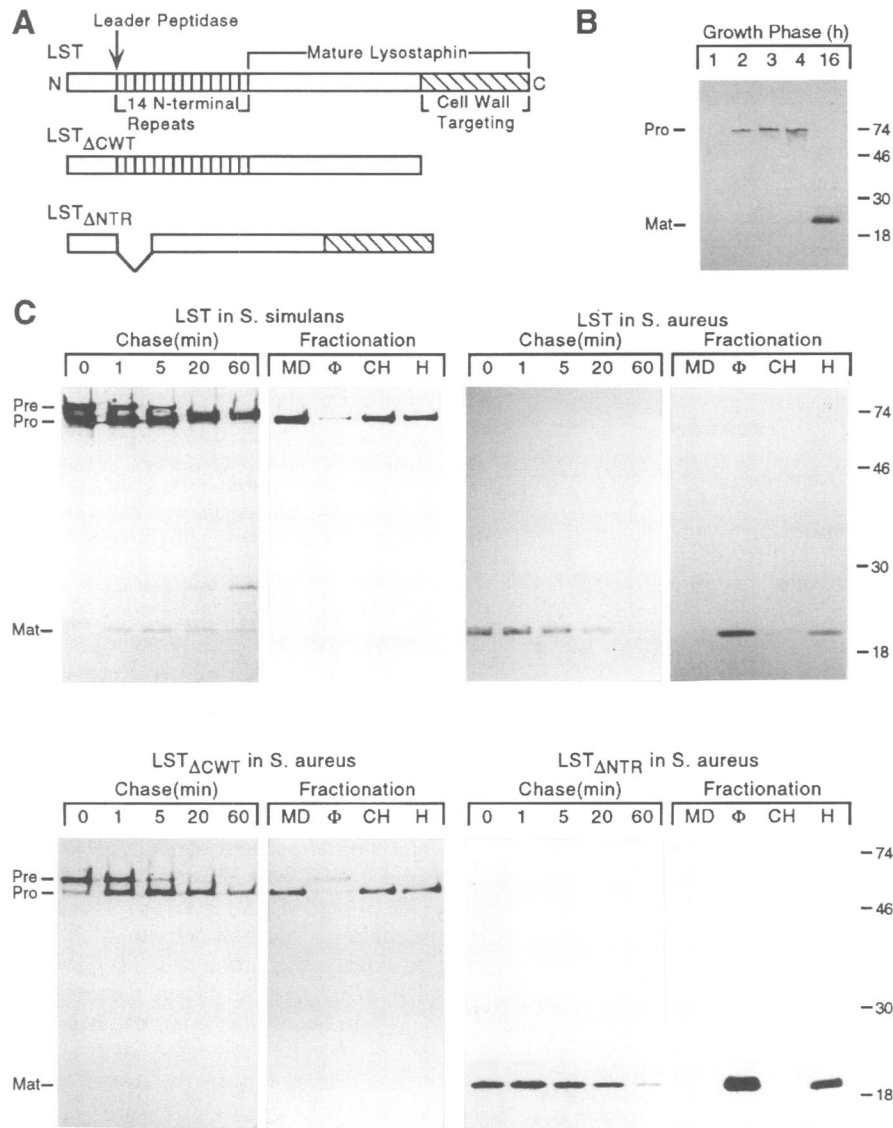 A
Leader Peptidase
LST
Mature Lysostaphin
N
C
14 N-terminal Repeats
Cell Wall Targeting
LSTΔCWT
LSTΔNTR
B
Growth Phase (h)
1 2 3 4 16
Pro
Mat
74
46
30
18
C
LST in S. simulans
Chase(min)
Fractionation
0 1 5 20 60
MD Φ CH H
Pre
Pro
Mat
LST in S. aureus
Chase(min)
Fractionation
0 1 5 20 60
MD Φ CH H
74
30
18
LSTΔCWT in S. aureus
Chase(min)
Fractionation
0 1 5 20 60
MD Φ CH H
Pre
Pro
Mat
LSTΔNTR in S. aureus
Chase(min)
Fractionation
0 1 5 20 60
MD Φ CH H
74
46
30
18